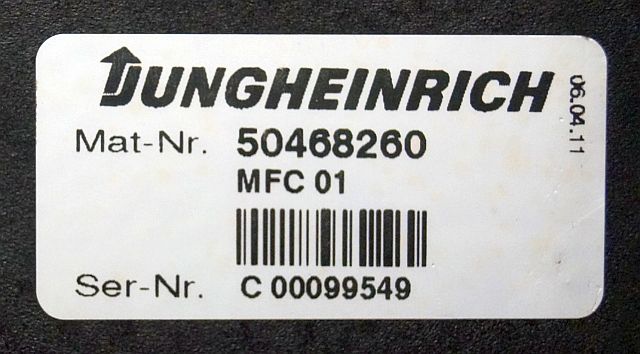 JUNGHEINRICH
Mat-Nr. 50468260
MFC 01
Ser-Nr. C 00099549
06.04.11